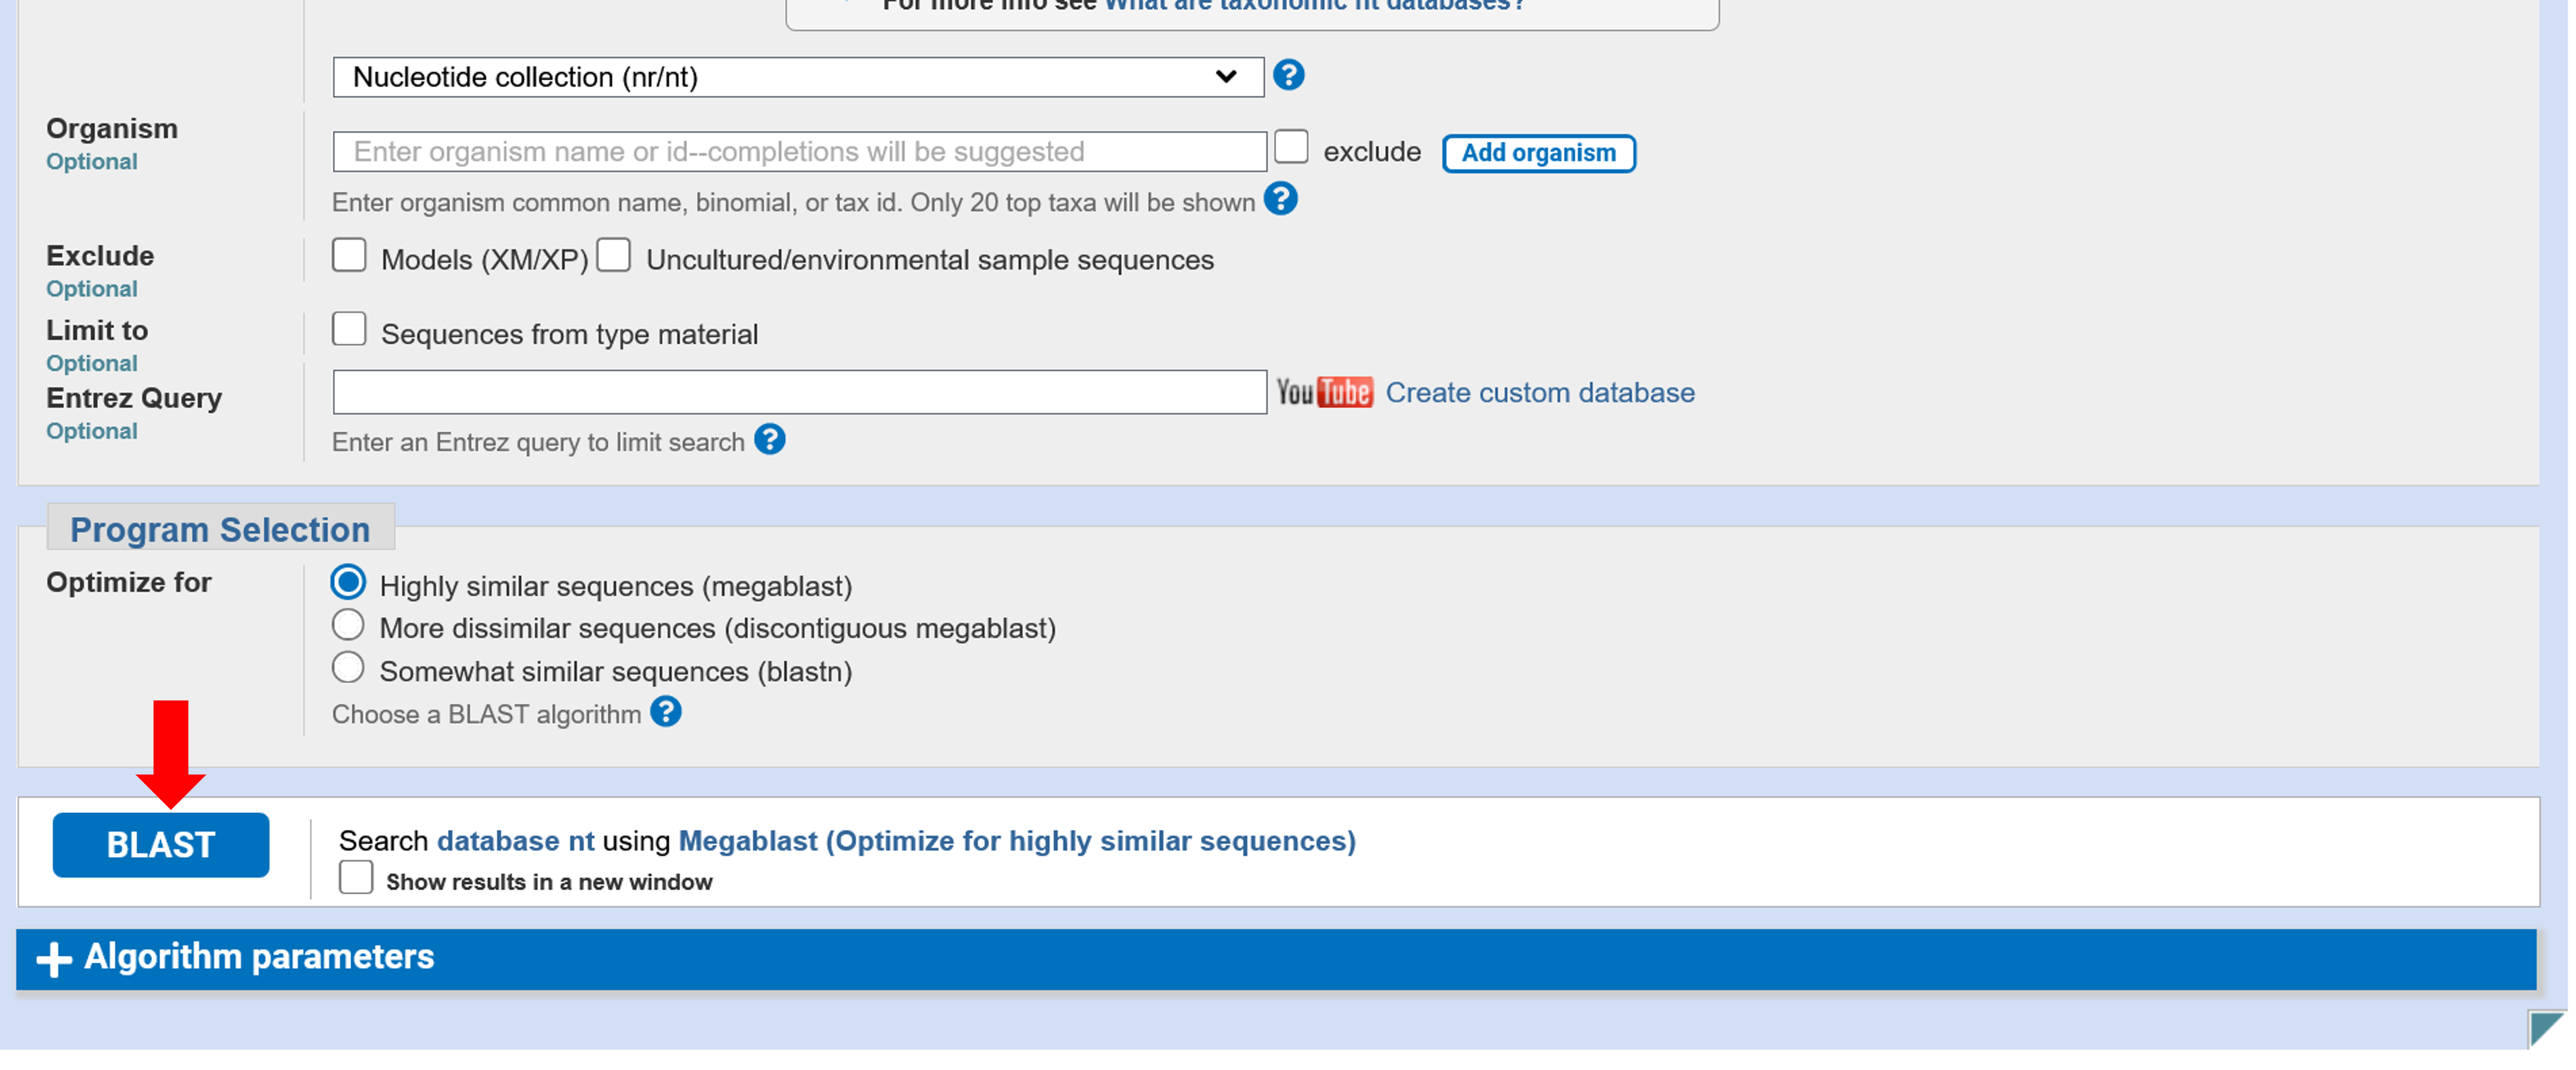 For more info see What are taxonomic nt databases?
Nucleotide collection (nr/nt)
Organism
Optional
Enter organism name or id--completions will be suggested
exclude
Add organism
Enter organism common name, binomial, or tax id. Only 20 top taxa will be shown
Exclude
Optional
Models (XM/XP)
Uncultured/environmental sample sequences
Limit to
Optional
Sequences from type material
Entrez Query
Optional
YouTube Create custom database
Enter an Entrez query to limit search
Program Selection
Optimize for
Highly similar sequences (megablast)
More dissimilar sequences (discontiguous megablast)
Somewhat similar sequences (blastn)
Choose a BLAST algorithm
BLAST
Search database nt using Megablast (Optimize for highly similar sequences)
Show results in a new window
Algorithm parameters